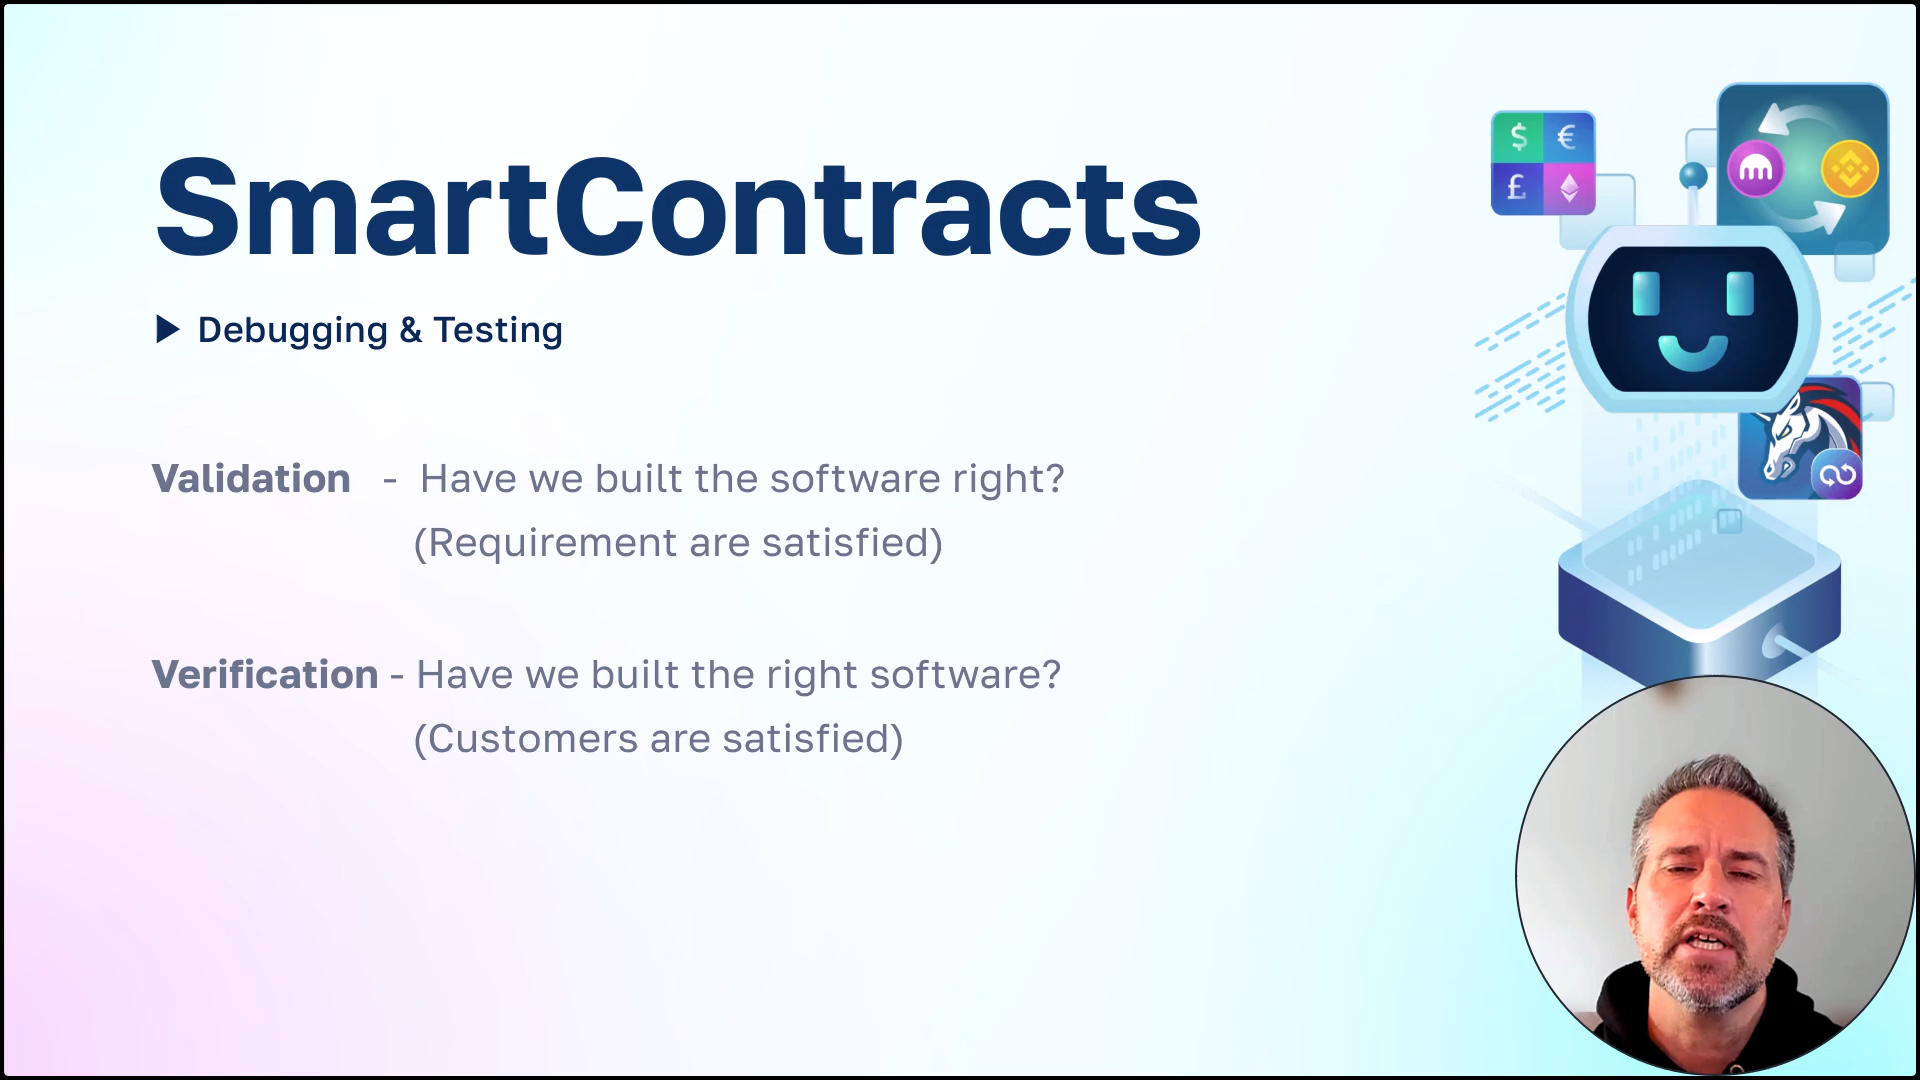 SmartContracts
▶ Debugging & Testing
Validation - Have we built the software right?
(Requirement are satisfied)
Verification - Have we built the right software?
(Customers are satisfied)
$ €
£